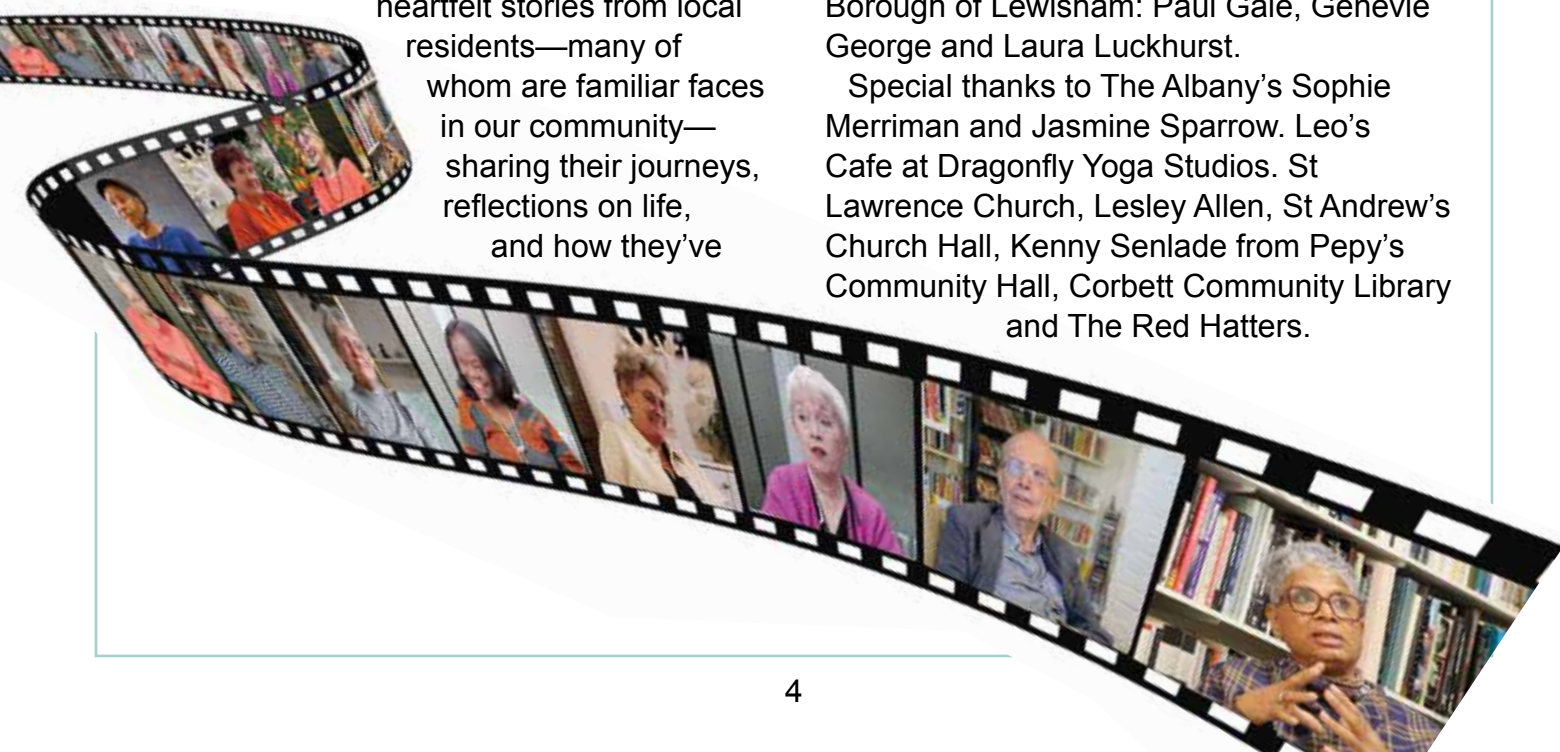 heartfelt stories from local
residents—many of
whom are familiar faces
in our community—
sharing their journeys,
reflections on life,
and how they’ve
Borough of Lewisham: Paul Gale, Genevie
George and Laura Luckhurst.
Special thanks to The Albany’s Sophie
Merriman and Jasmine Sparrow. Leo’s
Cafe at Dragonfly Yoga Studios. St
Lawrence Church, Lesley Allen, St Andrew’s
Church Hall, Kenny Senlade from Pepy’s
Community Hall, Corbett Community Library
and The Red Hatters.
4